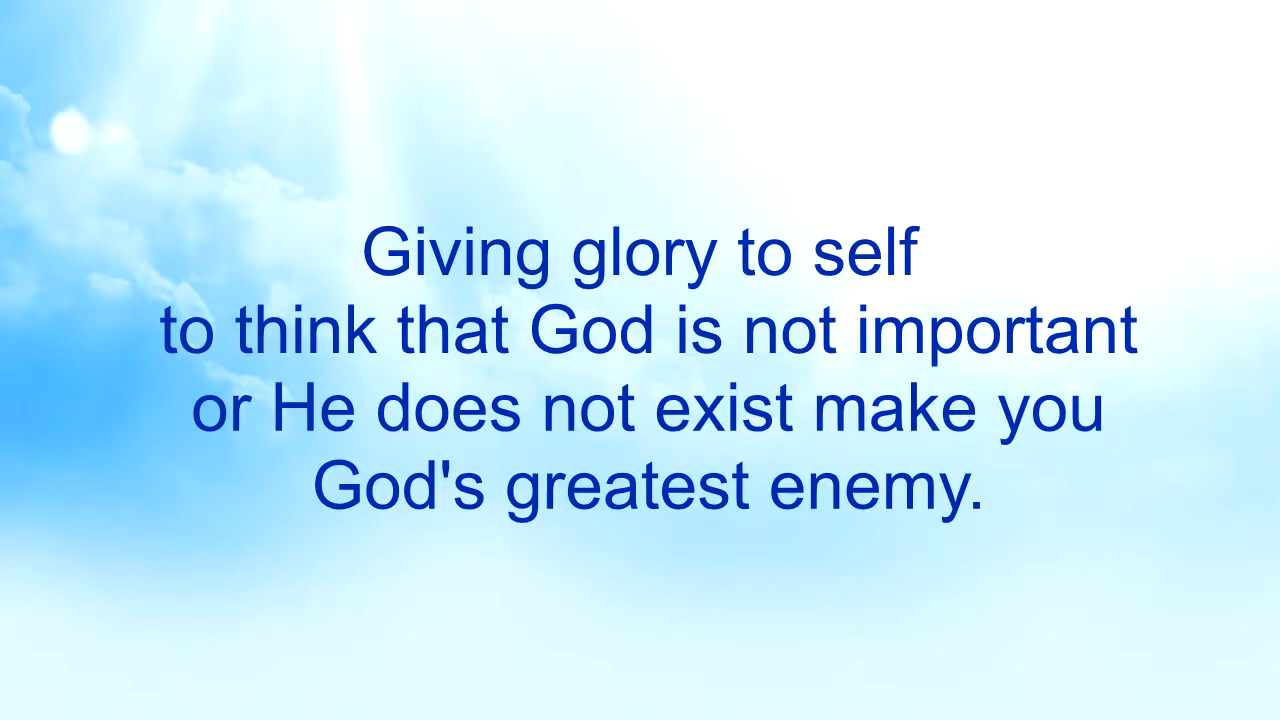 Giving glory to self
to think that God is not important
or He does not exist make you
God's greatest enemy.